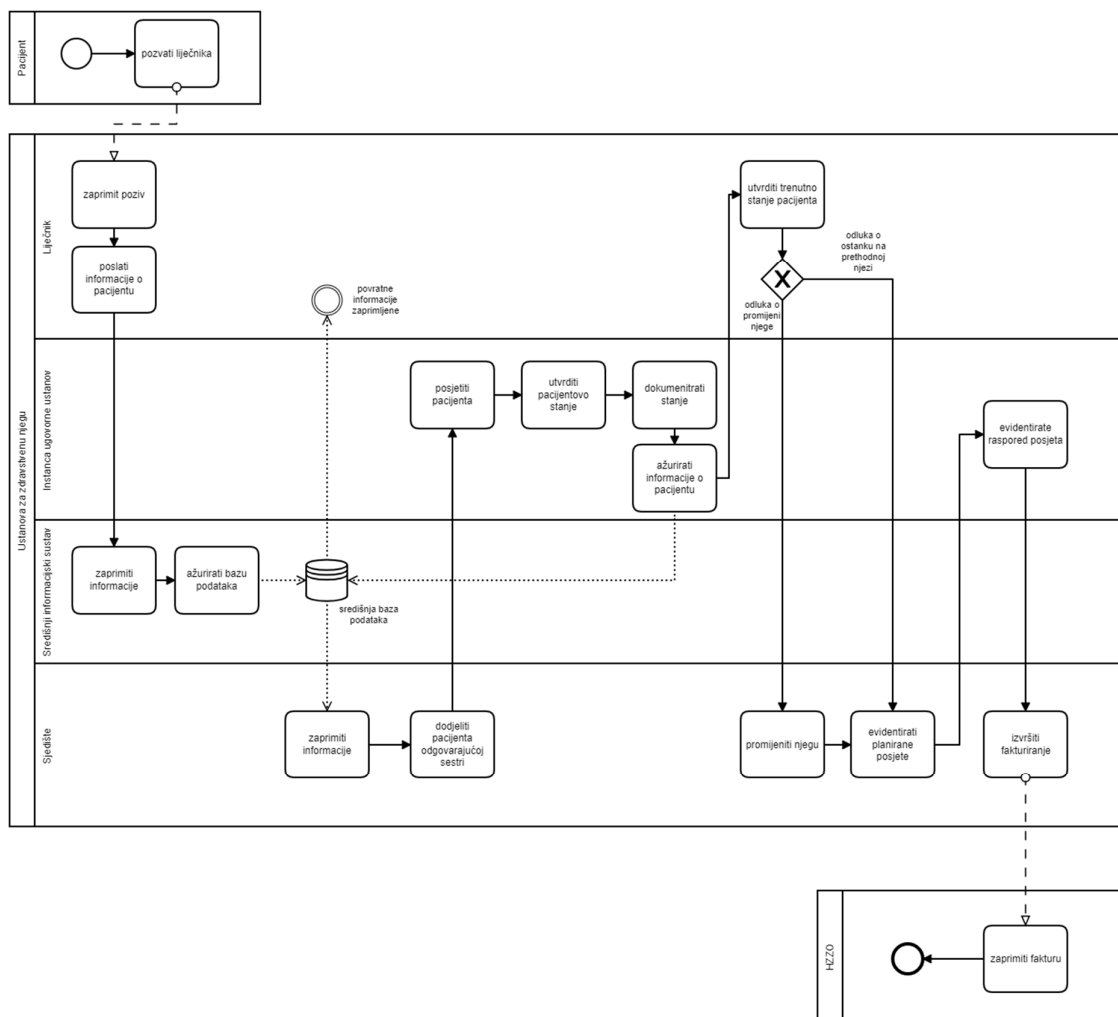 Pacijent
pozvati liječnika
Ustanova za zdravstvenu njegu
Liječnik
zaprimit poziv
poslati
informacije o
pacijentu
povratne
informacije
zaprimljene
utvrditi trenutno
stanje pacijenta
odluka o
ostanku na
prethodnoj
njezi
odluka o
promijeni
njege
Instanca ugovorne ustanov
posjetiti
pacijenta
utvrditi
pacijentovo
stanje
dokumenitrati
stanje
ažurirati
informacije o
pacijentu
evidentirate
raspored posjeta
Središnji informacijski sustav
zaprimiti
informacije
ažurirati bazu
podataka
središnja baza
podataka
Sjedište
zaprimiti
informacije
dodjeliti
pacijenta
odgovarajućoj
sestri
promijeniti njegu
evidentirati
planirane
posjete
izvršiti
fakturiranje
HZZO
zaprimiti fakturu